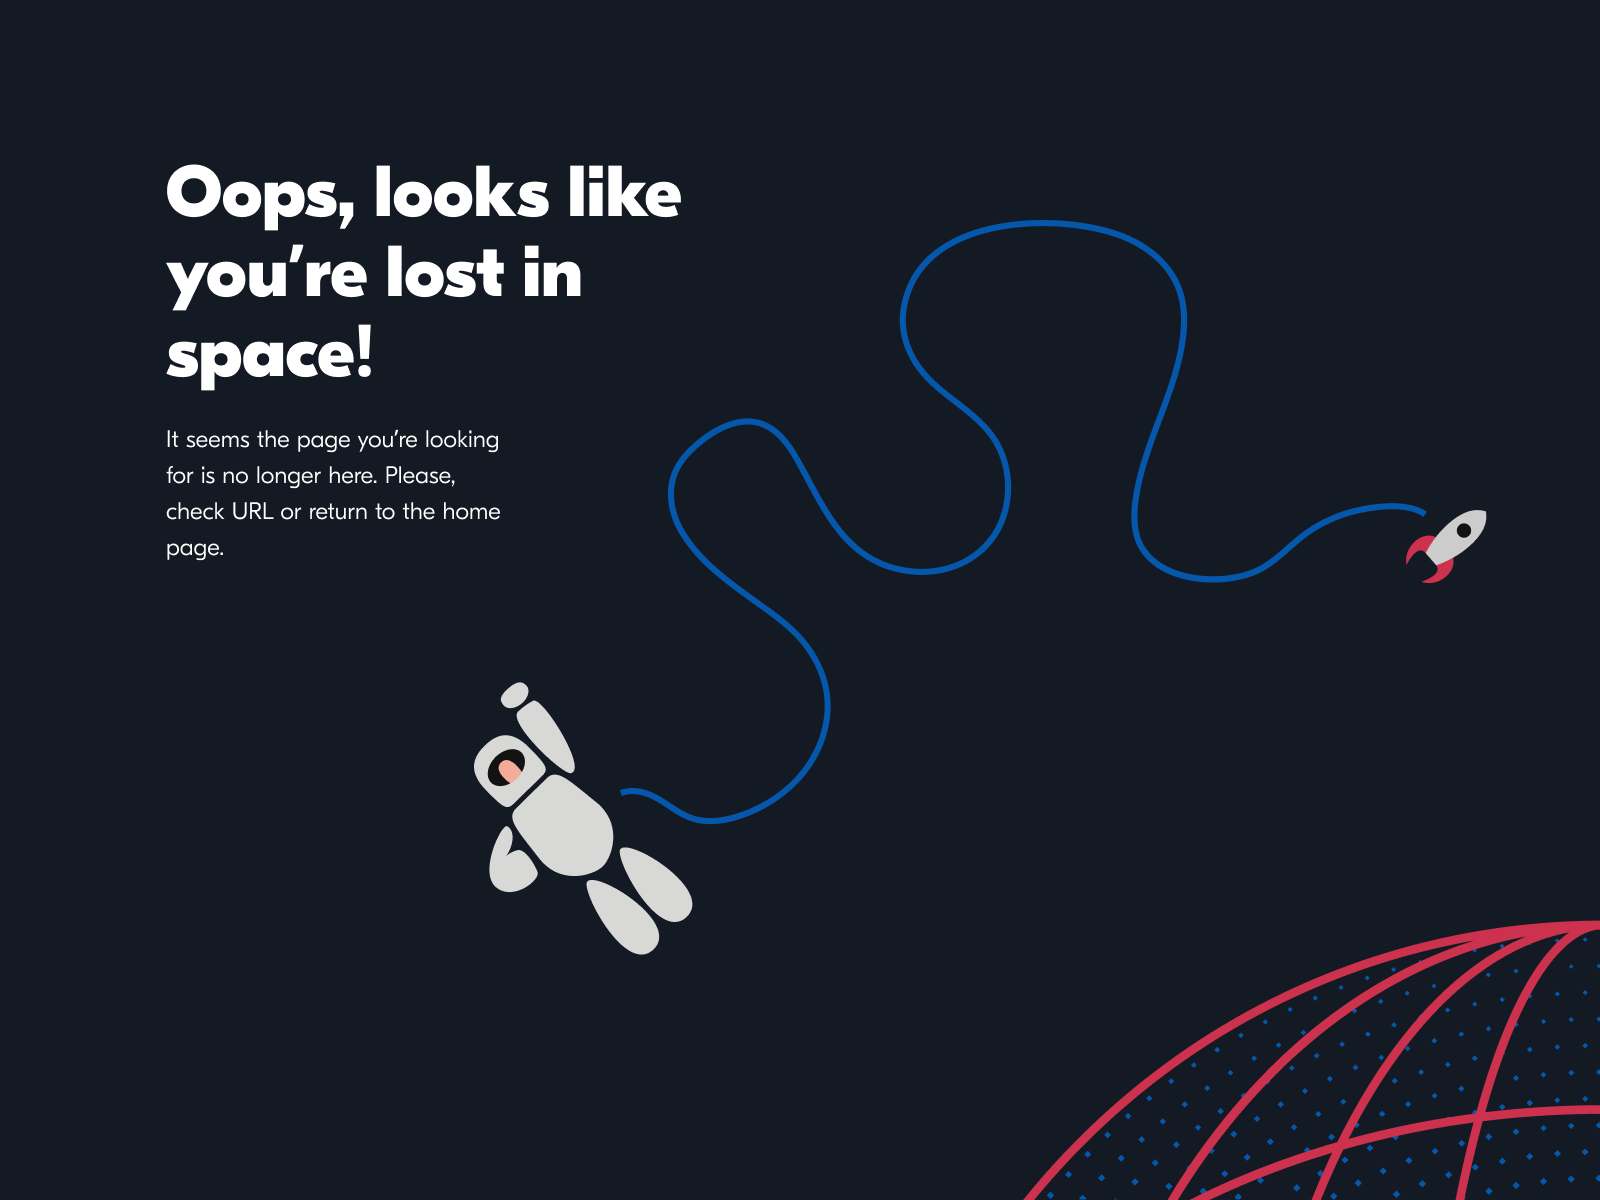 Oops, looks like
you’re lost in
space!
It seems the page you’re looking
for is no longer here. Please,
check URL or return to the home
page.